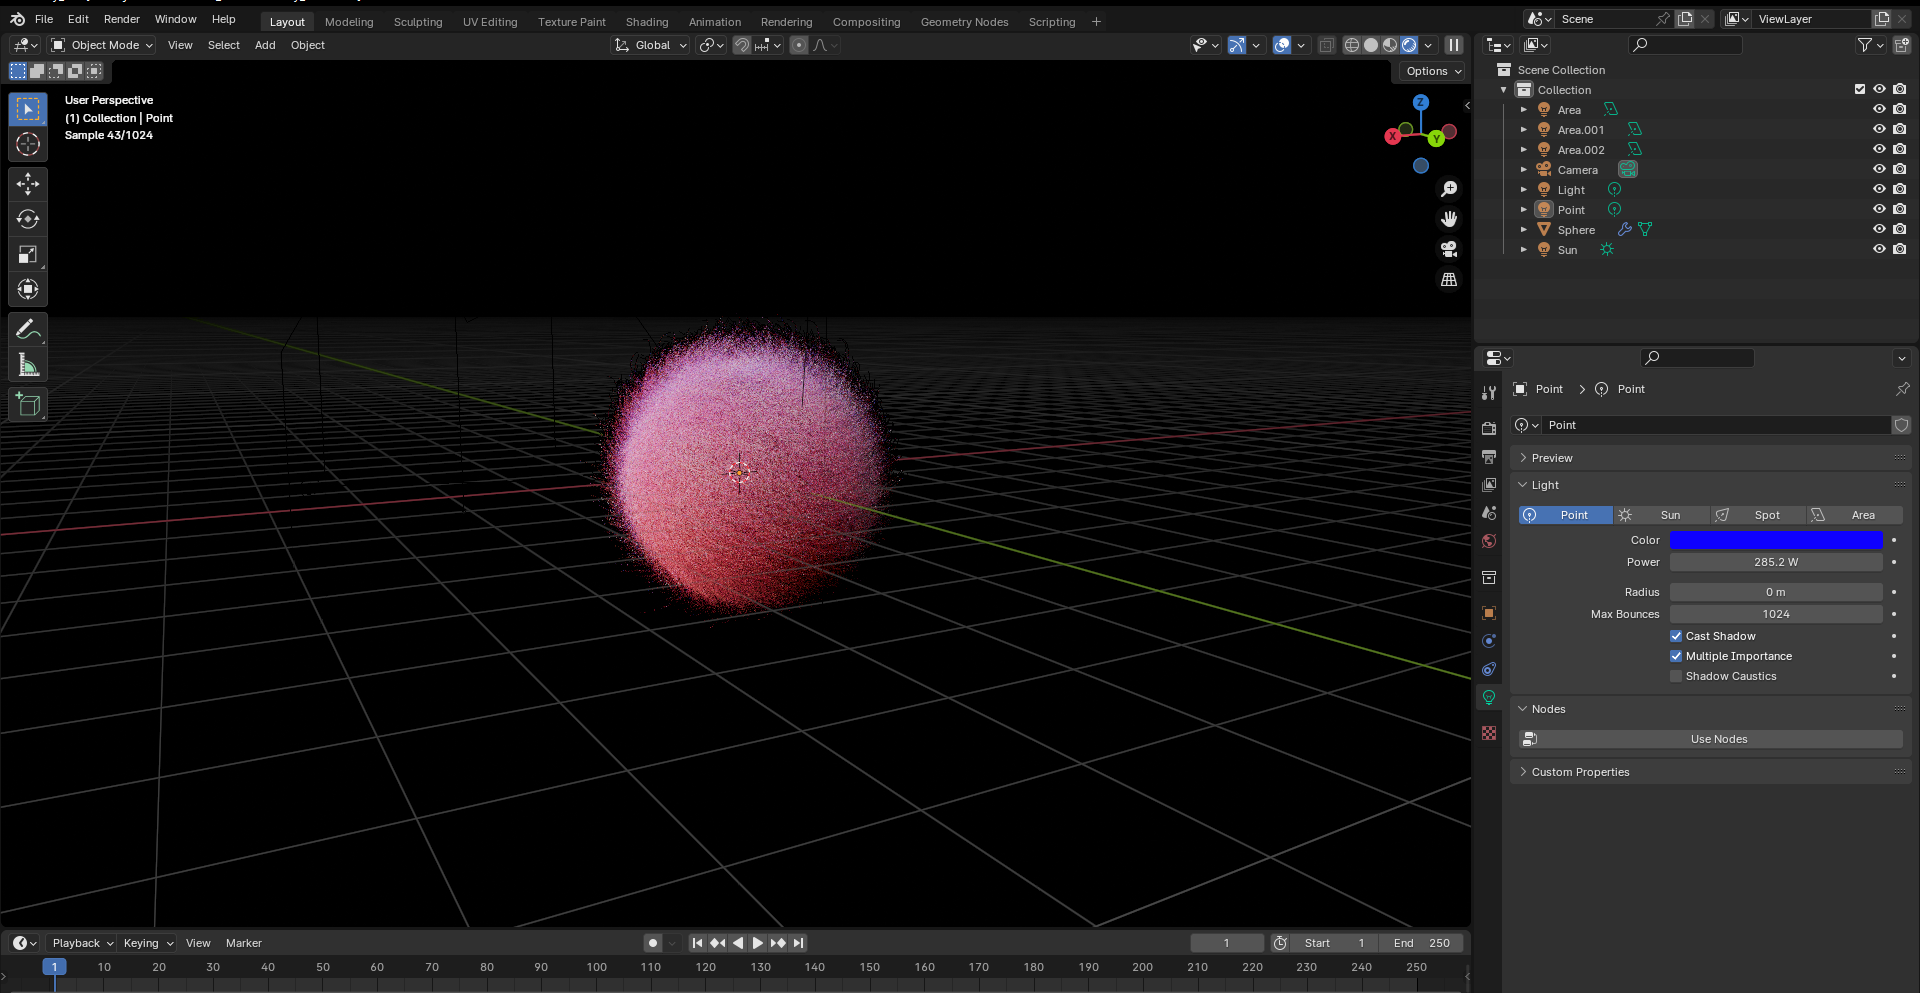 File Edit Render Window Help
Layout Modeling Sculpting UV Editing Texture Paint Shading Animation Rendering Compositing Geometry Nodes Scripting +
Scene
ViewLayer
Object Mode View Select Add Object
Global
Options
User Perspective
(1) Collection | Point
Sample 43/1024
Z
X
Y
Scene Collection
Collection
Area
Area.001
Area.002
Camera
Light
Point
Sphere
Sun
Point > Point
Point
Preview
Light
Point Sun Spot Area
Color
Power 285.2 W
Radius 0 m
Max Bounces 1024
Cast Shadow
Multiple Importance
Shadow Caustics
Nodes
Use Nodes
Custom Properties
Playback Keying View Marker
1
Start 1
End 250
1 10 20 30 40 50 60 70 80 90 100 110 120 130 140 150 160 170 180 190 200 210 220 230 240 250